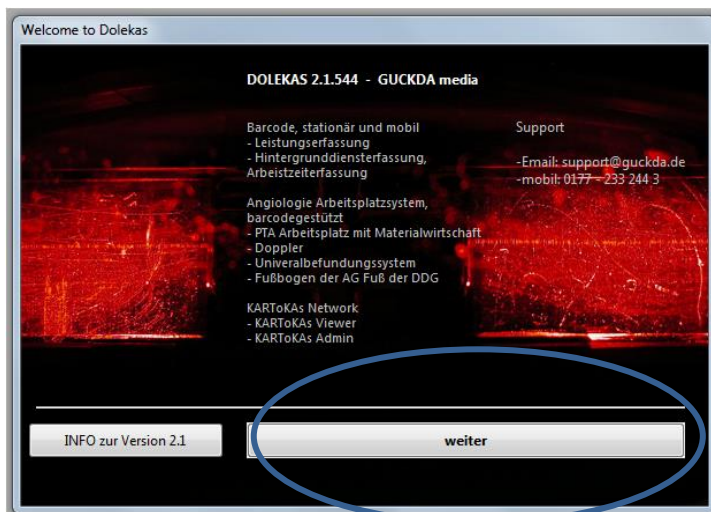 Welcome to Dolekas
DOLEKAS 2.1.544 - GUCKDA media
Barcode, stationär und mobil
- Leistungserfassung
- Hintergrunddiensterfassung,
Arbeistzeiterfassung
Angiologie Arbeitsplatzsystem,
barcodegestützt
- PTA Arbeitsplatz mit Materialwirtschaft
- Doppler
- Univeralbefundungssystem
- Fußbogen der AG Fuß der DDG
KARToKAs Network
- KARToKAs Viewer
- KARToKAs Admin
Support
-Email: support@guckda.de
-mobil: 0177 - 233 244 3
INFO zur Version 2.1
weiter